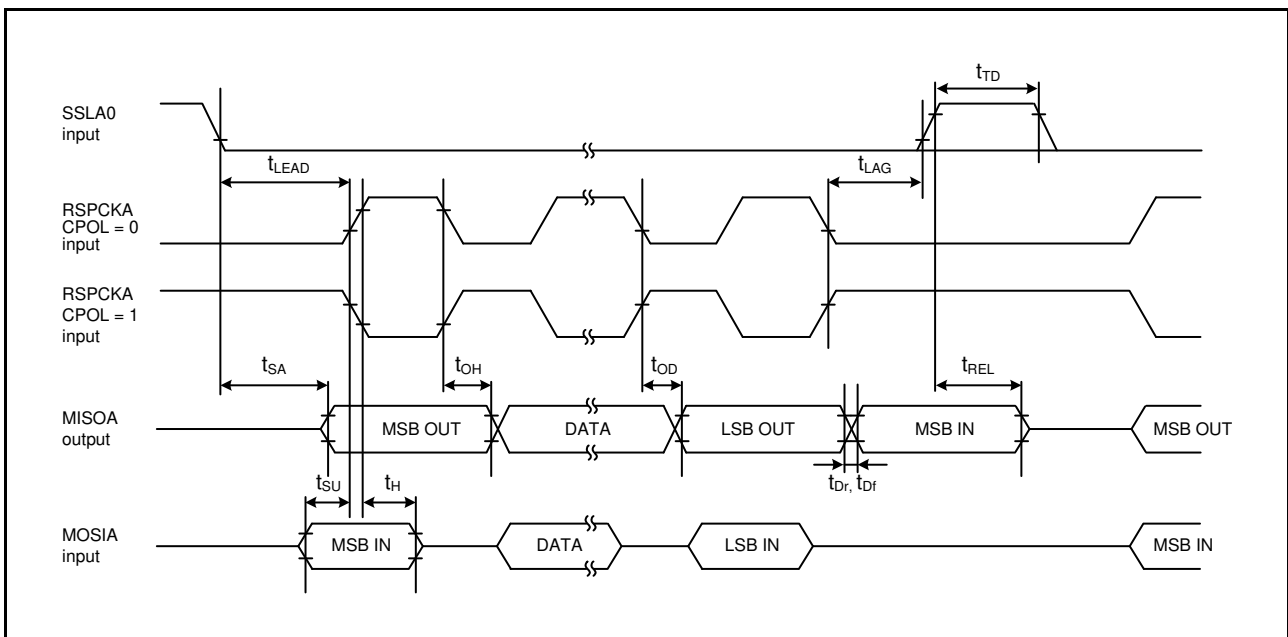 tTD
SSLA0
input
tLEAD
tLAG
RSPCKA
CPOL = 0
input
RSPCKA
CPOL = 1
input
tSA
tOH
tOD
tREL
MISOA
output
MSB OUT
DATA
LSB OUT
MSB IN
MSB OUT
tSU
tH
tDr, tDf
MOSIA
input
MSB IN
DATA
LSB IN
MSB IN